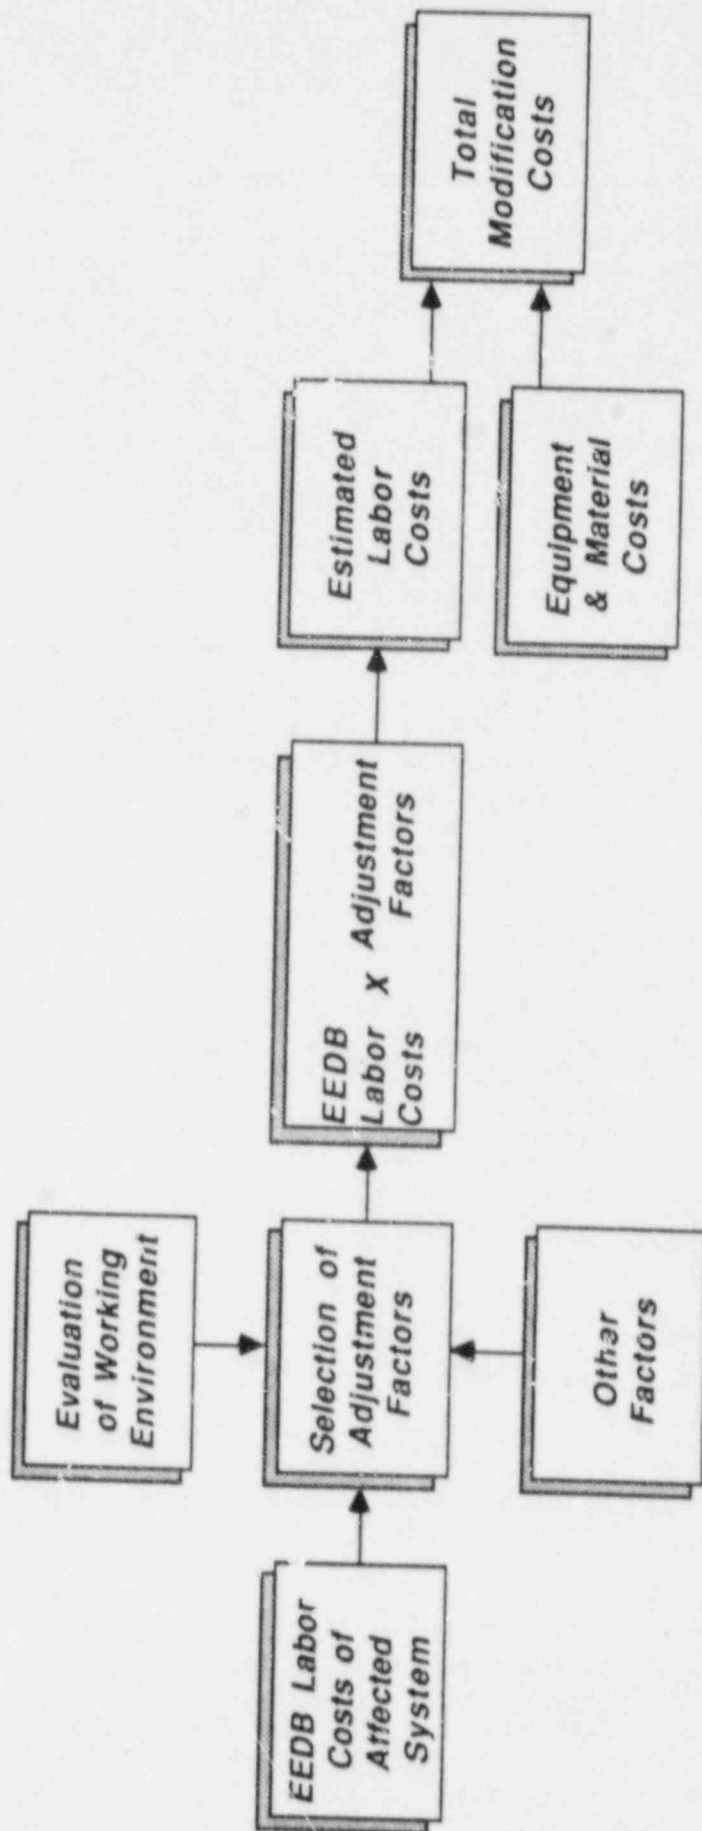 EEDB Labor
Costs of
Affected
System
Evaluation
of Working
Environment
Selection of
Adjustment
Factors
Other
Factors
EEDB
Labor X Adjustment
Costs Factors
Estimated
Labor
Costs
Equipment
& Material
Costs
Total
Modification
Costs